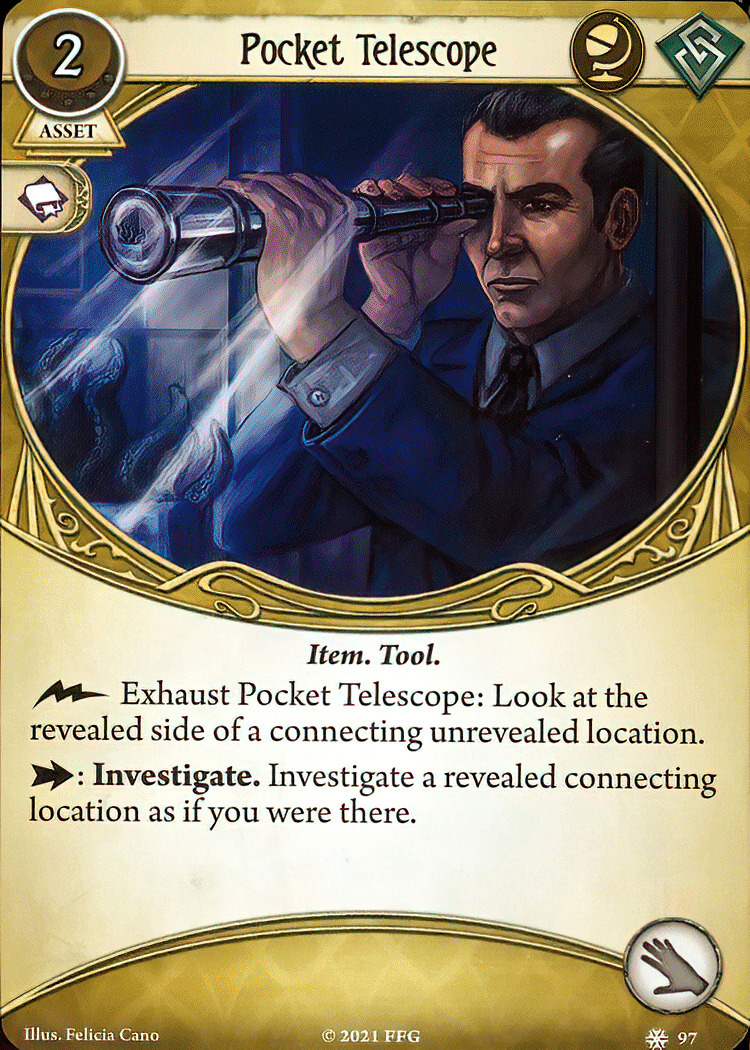 2
Pocket Telescope
ASSET
Item. Tool.
Exhaust Pocket Telescope: Look at the
revealed side of a connecting unrevealed location.
: Investigate. Investigate a revealed connecting
location as if you were there.
Illus. Felicia Cano
© 2021 FFG
97